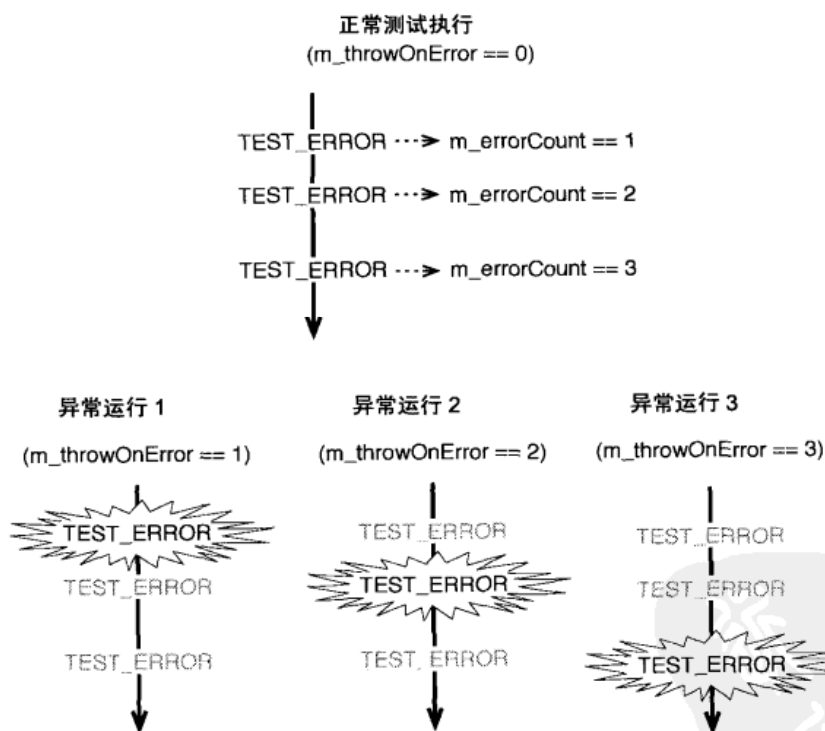 正常测试执行
(m_throwOnError == 0)
TEST_ERROR ···> m_errorCount == 1
TEST_ERROR ···> m_errorCount == 2
TEST_ERROR ···> m_errorCount == 3
异常运行 1
(m_throwOnError == 1)
TEST_ERROR
TEST_ERROR
TEST_ERROR
异常运行 2
(m_throwOnError == 2)
TEST_ERROR
TEST_ERROR
TEST_ERROR
异常运行 3
(m_throwOnError == 3)
TEST_ERROR
TEST_ERROR
TEST_ERROR